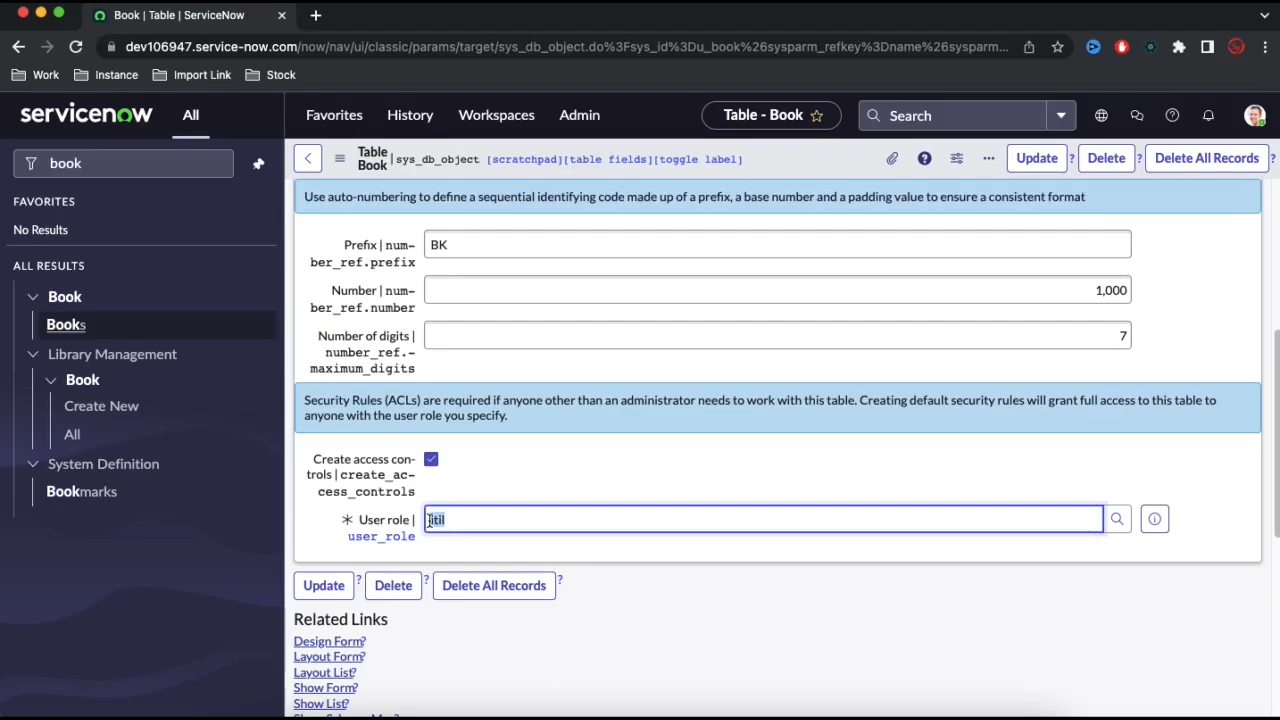 Book | Table | ServiceNow
dev106947.service-now.com/now/nav/ui/classic/params/target/sys_db_object.do%3Fsys_id%3Du_book%26sysparm_refkey%3Dname%26sysparm...
Work
Instance
Import Link
Stock
servicenow
All
Favorites
History
Workspaces
Admin
Table - Book
Search
book
FAVORITES
No Results
ALL RESULTS
Book
Books
Library Management
Book
Create New
All
System Definition
Bookmarks
Table
Book
sys_db_object [scratchpad][table fields][toggle label]
Update ?
Delete ?
Delete All Records ?
Use auto-numbering to define a sequential identifying code made up of a prefix, a base number and a padding value to ensure a consistent format
Prefix | num-
ber_ref.prefix
BK
Number | num-
ber_ref.number
1,000
Number of digits |
number_ref.-
maximum_digits
7
Security Rules (ACLs) are required if anyone other than an administrator needs to work with this table. Creating default security rules will grant full access to this table to
anyone with the user role you specify.
Create access con-
trols | create_ac-
cess_controls
User role |
user_role
itil
Update ?
Delete ?
Delete All Records ?
Related Links
Design Form?
Layout Form?
Layout List?
Show Form?
Show List?